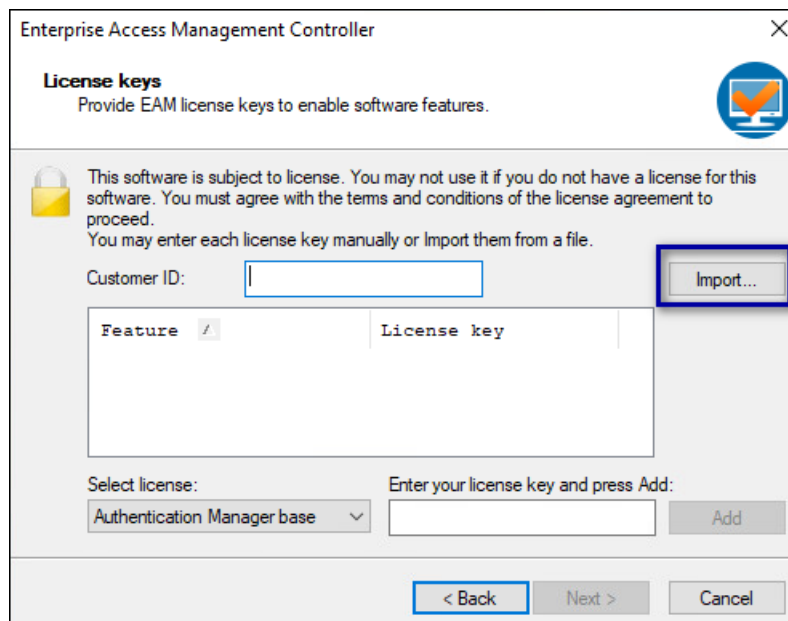 Enterprise Access Management Controller
License keys
Provide EAM license keys to enable software features.
This software is subject to license. You may not use it if you do not have a license for this
software. You must agree with the terms and conditions of the license agreement to
proceed.
You may enter each license key manually or Import them from a file.
Customer ID:
Import...
Feature License key
Select license: Enter your license key and press Add:
Authentication Manager base Add
< Back Next > Cancel